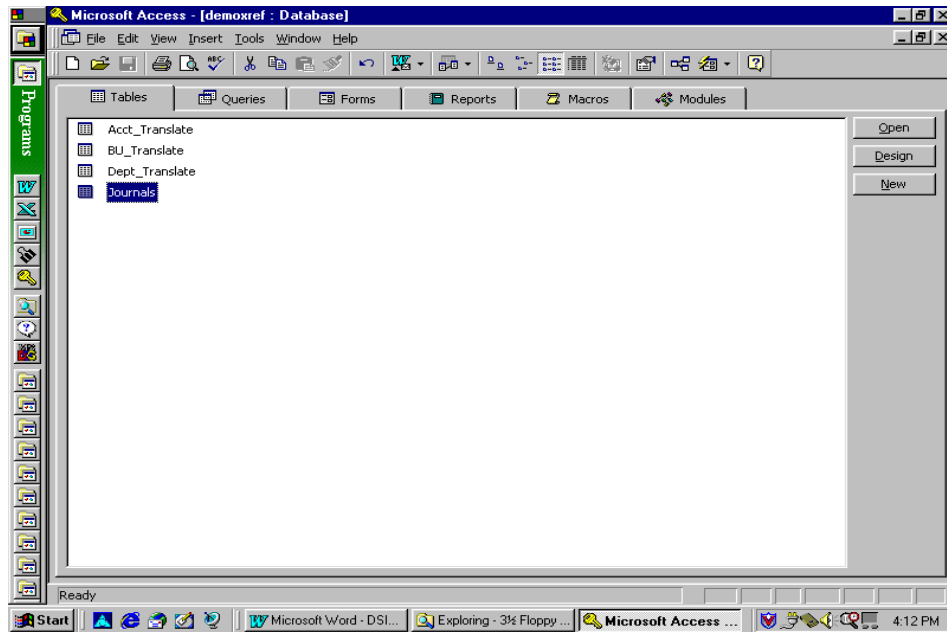 Microsoft Access - [demoxref : Database]
File Edit View Insert Tools Window Help
Programs
Tables Queries Forms Reports Macros Modules
Acct_Translate
BU_Translate
Dept_Translate
Journals
Open
Design
New
Ready
Start Microsoft Word - DSI... Exploring - 3½ Floppy ... Microsoft Access ... 4:12 PM